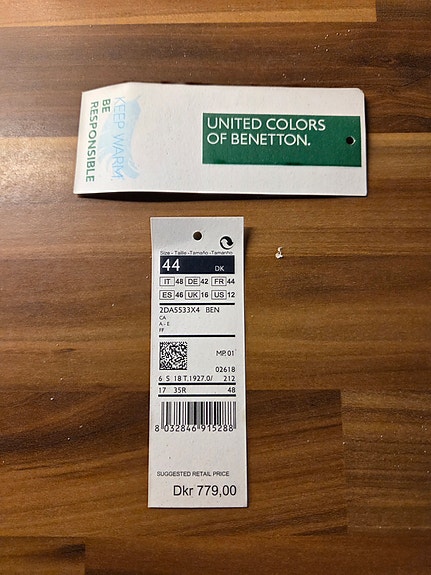 UNITED COLORS
OF BENETTON.
KEEP WARM.
BE
RESPONSIBLE
Size - Taille - Tamaño - Tamanho
44 DK
IT 48 DE 42 FR 44
ES 46 UK 16 US 12
2DA5533X4 BEN
CA
A - E
FF
MP. 01
02618
6 S 18 T.1927.0/ 212
17 35R 48
8 032846 915288
SUGGESTED RETAIL PRICE
Dkr 779,00